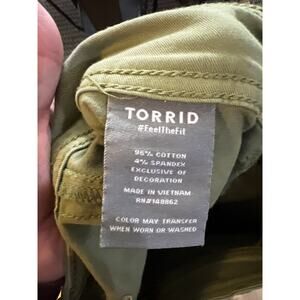 TORRID
#FeelTheFit
96% COTTON
4% SPANDEX
EXCLUSIVE OF
DECORATION
MADE IN VIETNAM
RN#148862
COLOR MAY TRANSFER
WHEN WORN OR WASHED